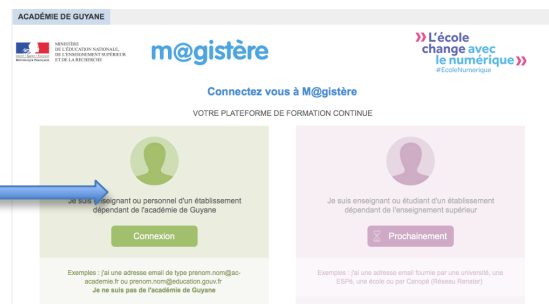 ACADÉMIE DE GUYANE
MINISTÈRE
DE L'ÉDUCATION NATIONALE,
DE L'ENSEIGNEMENT SUPÉRIEUR
ET DE LA RECHERCHE
m@gistère
L'école
change avec
le numérique
#EcoleNumerique
Connectez vous à M@gistère
VOTRE PLATEFORME DE FORMATION CONTINUE
Je suis enseignant ou personnel d'un établissement
dépendant de l'académie de Guyane
Connexion
Exemples : j'ai une adresse email de type prenom.nom@ac-
academie.fr ou prenom.nom@education.gouv.fr
Je ne suis pas de l'académie de Guyane
Je suis enseignant ou étudiant d'un établissement
dépendant de l'enseignement supérieur
Prochainement
Exemples : j'ai une adresse email fournie par une université, une
ESPé, une école ou par Canopé (Réseau Renater)